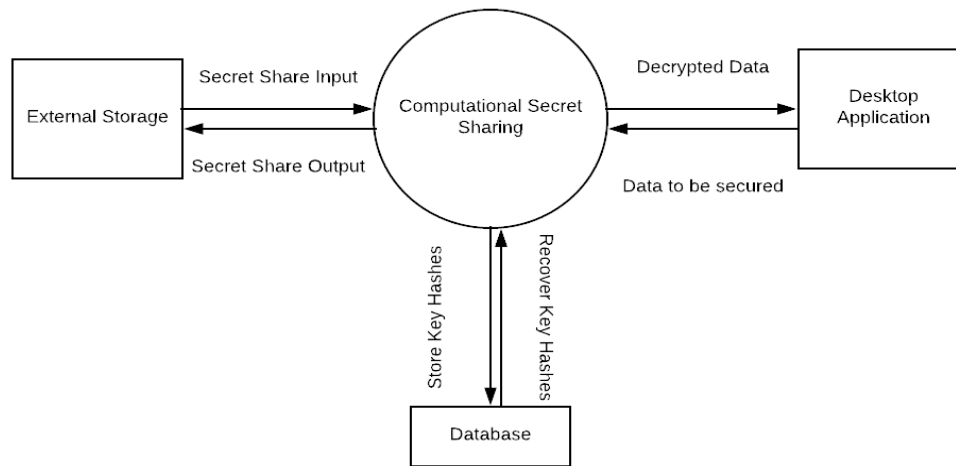 External Storage
Secret Share Input
Secret Share Output
Computational Secret
Sharing
Decrypted Data
Data to be secured
Desktop
Application
Store Key Hashes
Recover Key Hashes
Database